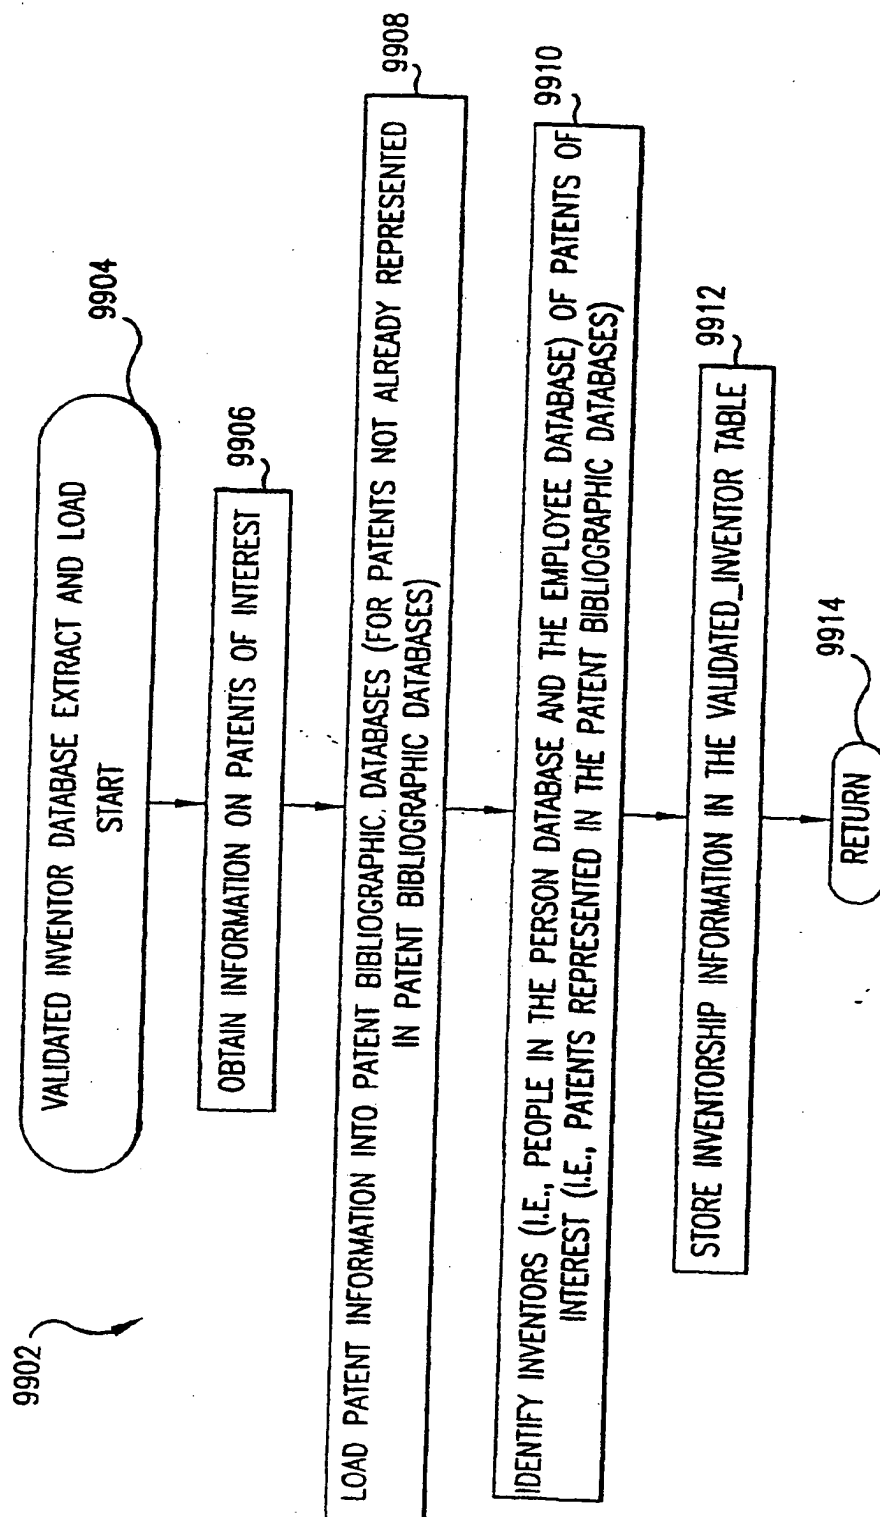 9902
9904
VALIDATED INVENTOR DATABASE EXTRACT AND LOAD
START
9906
OBTAIN INFORMATION ON PATENTS OF INTEREST
9908
LOAD PATENT INFORMATION INTO PATENT BIBLIOGRAPHIC DATABASES (FOR PATENTS NOT ALREADY REPRESENTED
IN PATENT BIBLIOGRAPHIC DATABASES)
9910
IDENTIFY INVENTORS (I.E., PEOPLE IN THE PERSON DATABASE AND THE EMPLOYEE DATABASE) OF PATENTS OF
INTEREST (I.E., PATENTS REPRESENTED IN THE PATENT BIBLIOGRAPHIC DATABASES)
9912
STORE INVENTORSHIP INFORMATION IN THE VALIDATED_INVENTOR TABLE
9914
RETURN